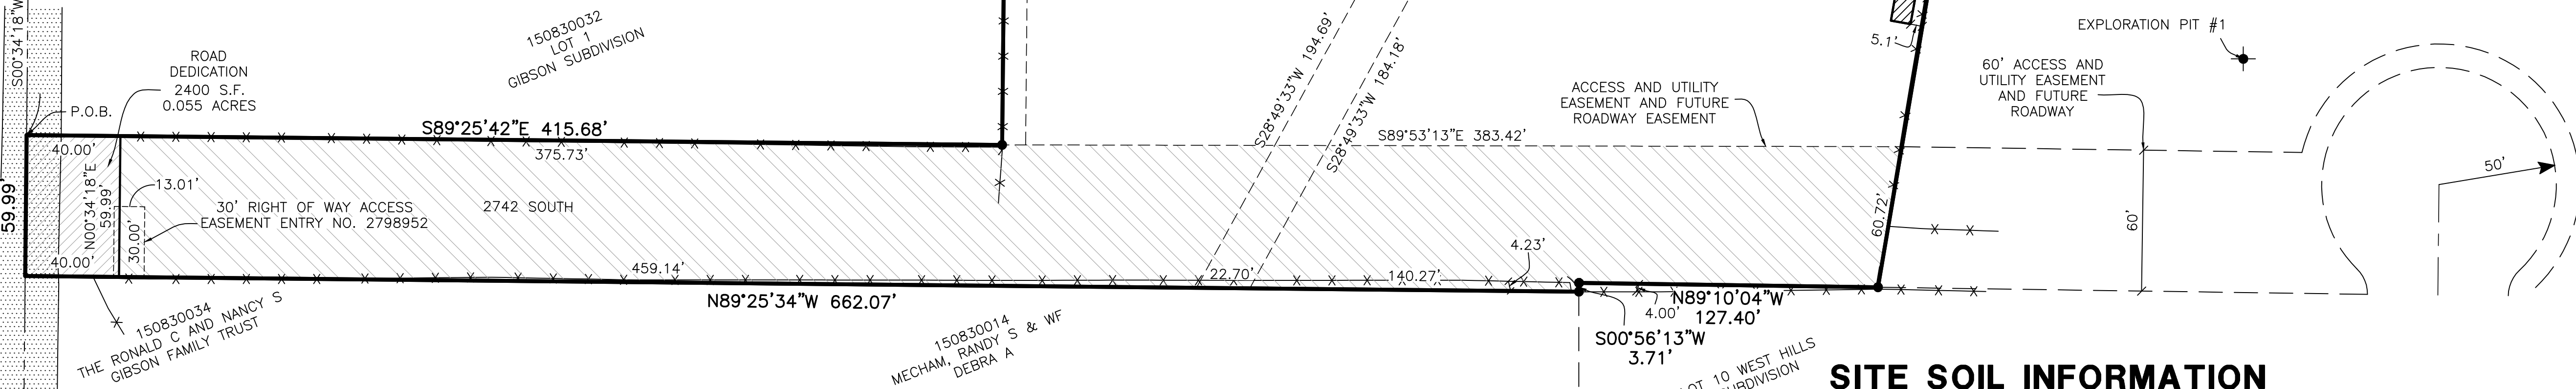 S00°34'18"W
ROAD
DEDICATION
2400 S.F.
0.055 ACRES
P.O.B.
150830032
LOT 1
GIBSON SUBDIVISION
S89°25'42"E 415.68'
375.73'
40.00'
59.99'
N00°34'18"E
59.99'
13.01'
30.00'
40.00'
30' RIGHT OF WAY ACCESS
EASEMENT ENTRY NO. 2798952
2742 SOUTH
459.14'
N89°25'34"W 662.07'
150830034
THE RONALD C AND NANCY S
GIBSON FAMILY TRUST
150830014
MECHAM, RANDY S & WF
DEBRA A
S28°49'33"W 194.69'
S28°49'33"W 184.18'
S89°53'13"E 383.42'
ACCESS AND UTILITY
EASEMENT AND FUTURE
ROADWAY EASEMENT
5.1'
22.70'
140.27'
4.23'
60.72'
4.00'
N89°10'04"W
127.40'
S00°56'13"W
3.71'
LOT 10 WEST HILLS
SUBDIVISION
EXPLORATION PIT #1
60' ACCESS AND
UTILITY EASEMENT
AND FUTURE
ROADWAY
60'
50'
SITE SOIL INFORMATION